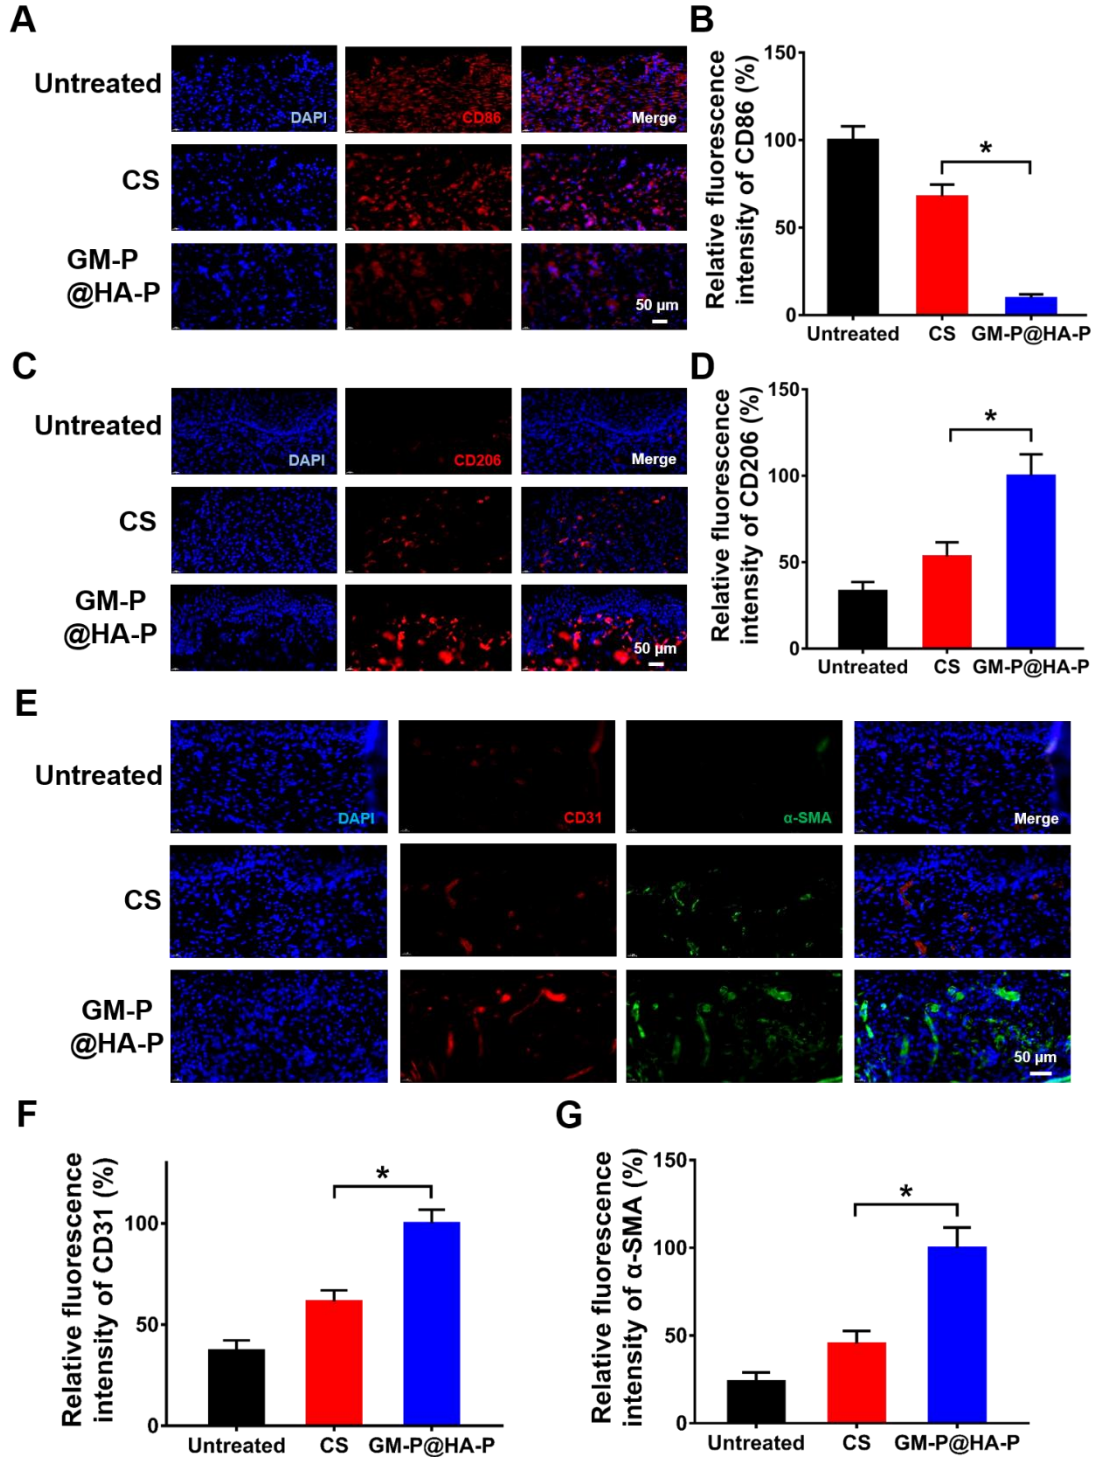 A
Untreated
DAPI
CD86
Merge
CS
GM-P
@HA-P
50 µm
B
Relative fluorescence
intensity of CD86 (%)
150
100
50
0
*
Untreated CS GM-P@HA-P
C
Untreated
DAPI
CD206
Merge
CS
GM-P
@HA-P
50 µm
D
Relative fluorescence
intensity of CD206 (%)
150
100
50
0
*
Untreated CS GM-P@HA-P
E
Untreated
DAPI
CD31
α-SMA
Merge
CS
GM-P
@HA-P
50 µm
F
Relative fluorescence
intensity of CD31 (%)
100
50
0
*
Untreated CS GM-P@HA-P
G
Relative fluorescence
intensity of α-SMA (%)
150
100
50
0
*
Untreated CS GM-P@HA-P